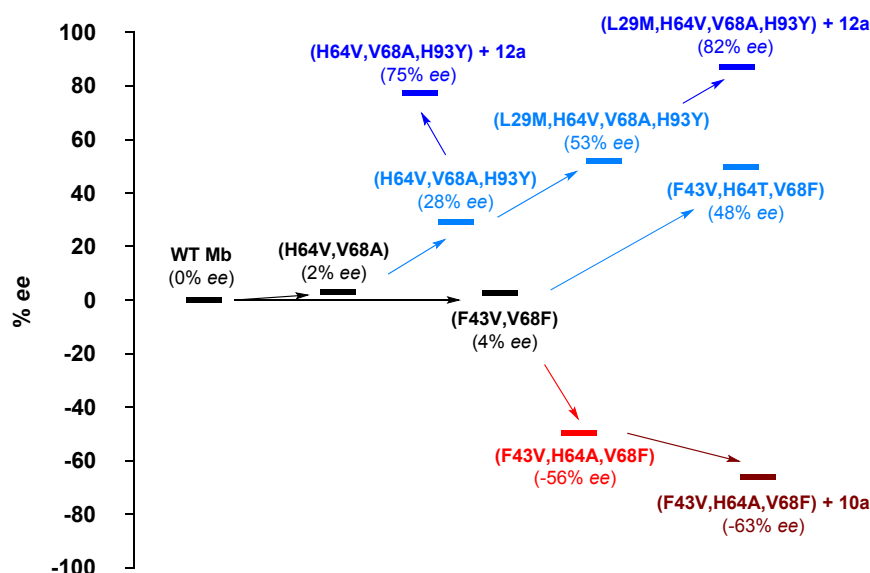 100
80
60
40
20
0
-20
-40
-60
-80
-100
% ee
WT Mb
(0% ee)
(H64V,V68A)
(2% ee)
(H64V,V68A,H93Y)
(28% ee)
(H64V,V68A,H93Y) + 12a
(75% ee)
(L29M,H64V,V68A,H93Y)
(53% ee)
(L29M,H64V,V68A,H93Y) + 12a
(82% ee)
(F43V,H64T,V68F)
(48% ee)
(F43V,V68F)
(4% ee)
(F43V,H64A,V68F)
(-56% ee)
(F43V,H64A,V68F) + 10a
(-63% ee)